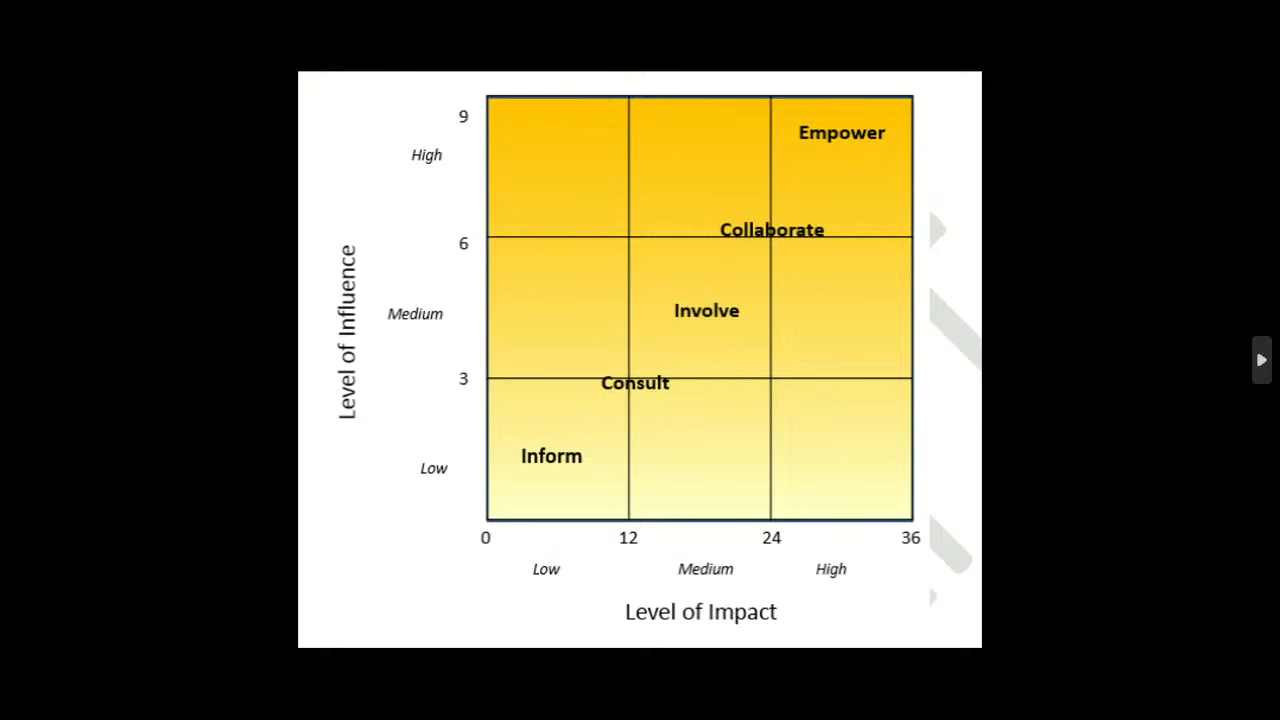 9
High
Empower
Collaborate
6
Level of Influence
Medium
Involve
3
Consult
Low
Inform
0 12 24 36
Low Medium High
Level of Impact